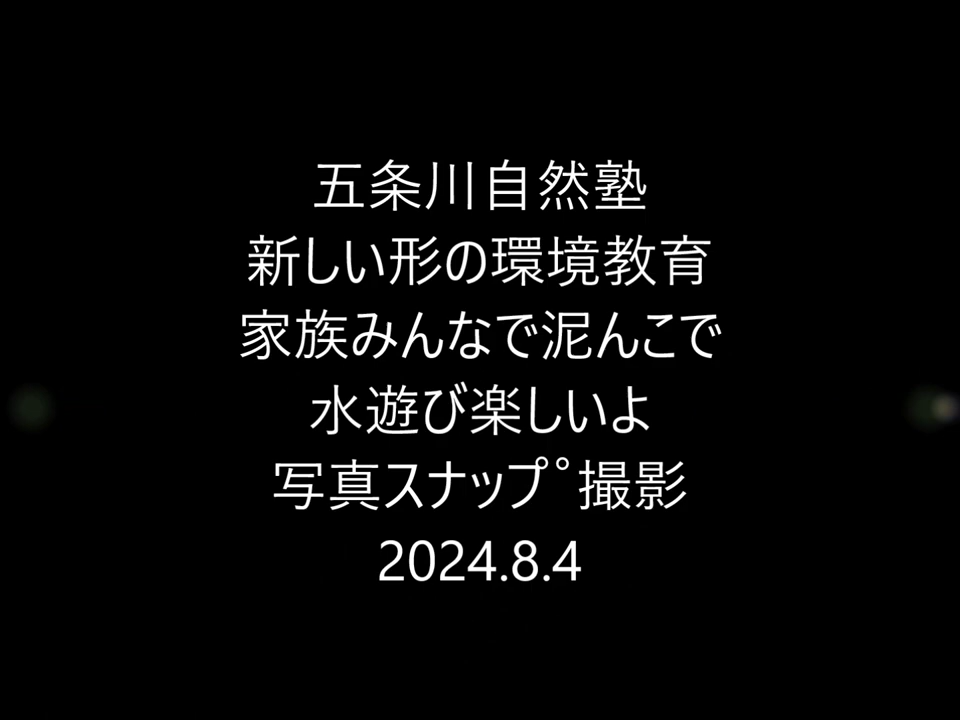 五条川自然塾
新しい形の環境教育
家族みんなで泥んこで
水遊び楽しいよ
写真スナップ゚撮影
2024.8.4